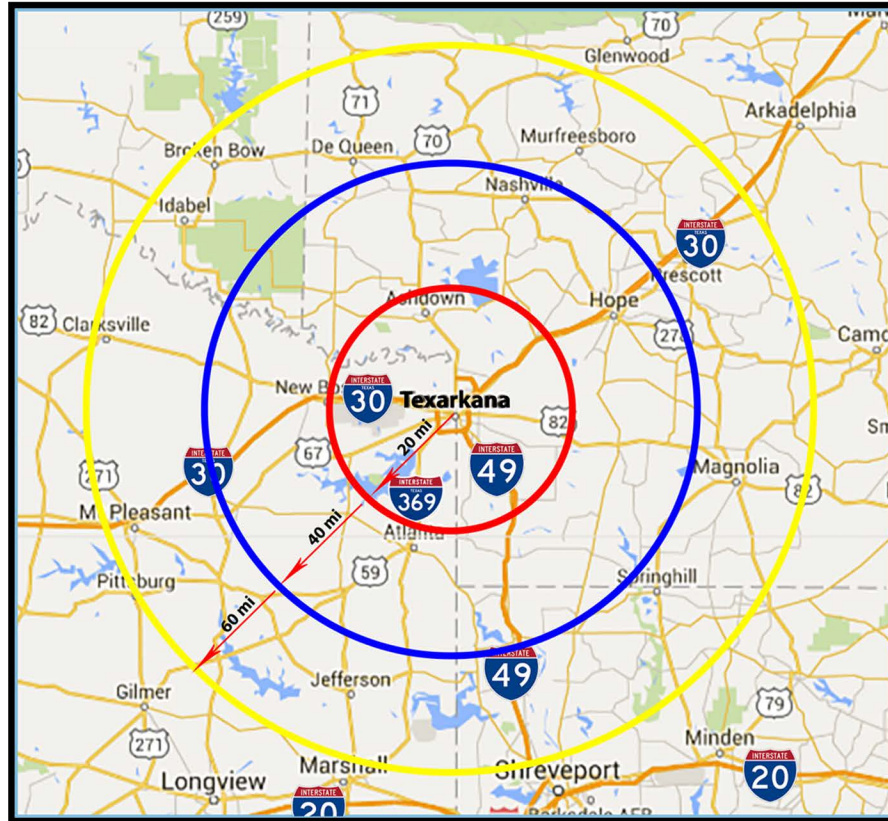 259
70
Glenwood
Arkadelphia
71
Murfreesboro
70
Broken Bow
De Queen
Nashville
Idabel
INTERSTATE
TEXAS
30
Prescott
Ashdown
Hope
82
Clarksville
278
INTERSTATE
TEXAS
30
Texarkana
82
20 mi
67
INTERSTATE
30
INTERSTATE
49
Magnolia
271
INTERSTATE
TEXAS
369
82
Mt Pleasant
40 mi
Atlanta
59
Pittsburg
Springhill
60 mi
INTERSTATE
49
Jefferson
Gilmer
79
271
Minden
Marshall
Shreveport
INTERSTATE
20
Longview
INTERSTATE
20